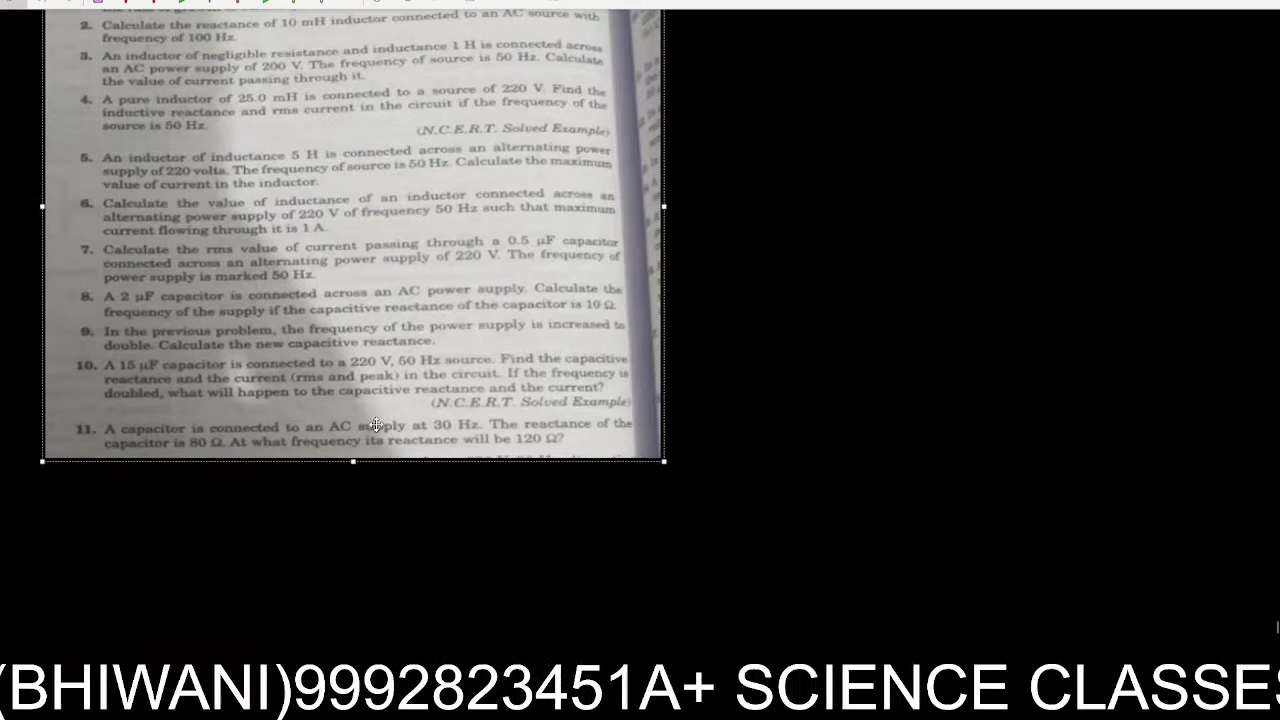 2. Calculate the reactance of 10 mH inductor connected to an AC source with
frequency of 100 Hz.
3. An inductor of negligible resistance and inductance 1 H is connected across
an AC power supply of 200 V. The frequency of source is 50 Hz. Calculate
the value of current passing through it.
4. A pure inductor of 25.0 mH is connected to a source of 220 V. Find the
inductive reactance and rms current in the circuit if the frequency of the
source is 50 Hz.
(N.C.E.R.T. Solved Example)
5. An inductor of inductance 5 H is connected across an alternating power
supply of 220 volts. The frequency of source is 50 Hz. Calculate the maximum
value of current in the inductor.
6. Calculate the value of inductance of an inductor connected across an
alternating power supply of 220 V of frequency 50 Hz such that maximum
current flowing through it is 1 A.
7. Calculate the rms value of current passing through a 0.5 µF capacitor
connected across an alternating power supply of 220 V. The frequency of
power supply is marked 50 Hz.
8. A 2 µF capacitor is connected across an AC power supply. Calculate the
frequency of the supply if the capacitive reactance of the capacitor is 10 Ω
9. In the previous problem, the frequency of the power supply is increased to
double. Calculate the new capacitive reactance.
10. A 15 µF capacitor is connected to a 220 V, 50 Hz source. Find the capacitive
reactance and the current (rms and peak) in the circuit. If the frequency is
doubled, what will happen to the capacitive reactance and the current?
(N.C.E.R.T. Solved Example)
11. A capacitor is connected to an AC supply at 30 Hz. The reactance of the
capacitor is 80 Ω. At what frequency its reactance will be 120 Ω?
(BHIWANI)9992823451A+ SCIENCE CLASSES